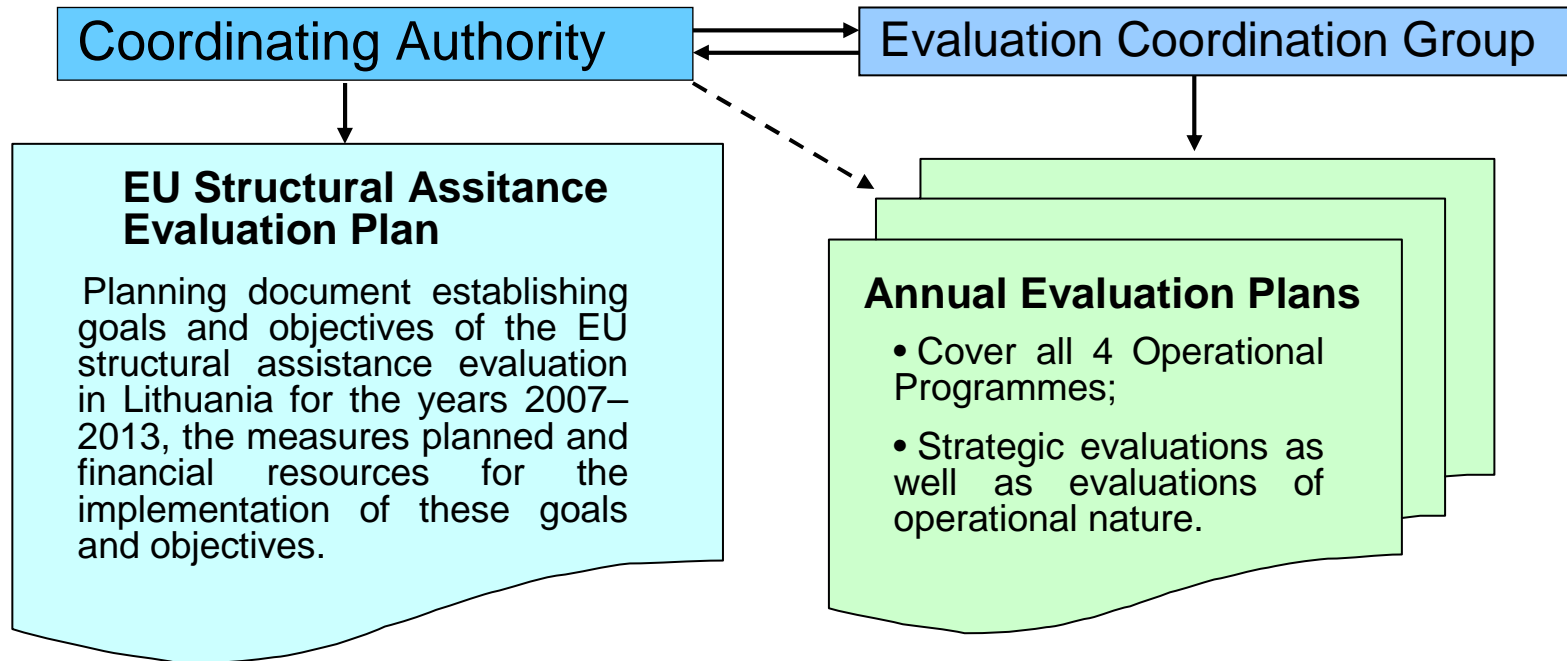 Coordinating Authority
Evaluation Coordination Group
EU Structural Assitance
Evaluation Plan
Planning document establishing
goals and objectives of the EU
structural assistance evaluation
in Lithuania for the years 2007–
2013, the measures planned and
financial resources for the
implementation of these goals
and objectives.
Annual Evaluation Plans
• Cover all 4 Operational
Programmes;
• Strategic evaluations as
well as evaluations of
operational nature.